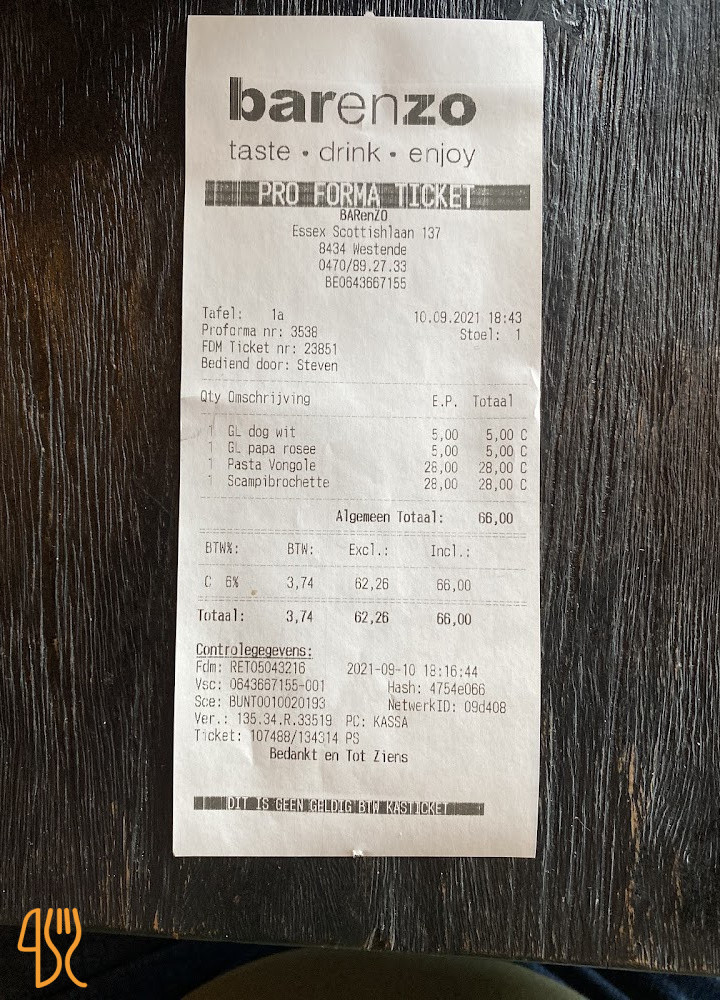 barenzo
taste • drink • enjoy
PRO FORMA TICKET
BARenZO
Essex Scottishlaan 137
8434 Westende
0470/89.27.33
BE0643667155
Tafel: 1a 10.09.2021 18:43
Proforma nr: 3538 Stoel: 1
FDM Ticket nr: 23851
Bediend door: Steven
Qty Omschrijving E.P. Totaal
1 GL dog wit 5,00 5,00 C
1 GL papa rosee 5,00 5,00 C
1 Pasta Vongole 28,00 28,00 C
1 Scampibrochette 28,00 28,00 C
Algemeen Totaal: 66,00
BTW%: BTW: Excl.: Incl.:
C 6% 3,74 62,26 66,00
Totaal: 3,74 62,26 66,00
Controlegegevens:
Fdm: RET05043216 2021-09-10 18:16:44
Vsc: 0643667155-001 Hash: 4754e066
Sce: BUNT0010020193 NetwerkID: 09d408
Ver.: 135.34.R.33519 PC: KASSA
Ticket: 107488/134314 PS
Bedankt en Tot Ziens
DIT IS GEEN GELDIG BTW KASTICKET